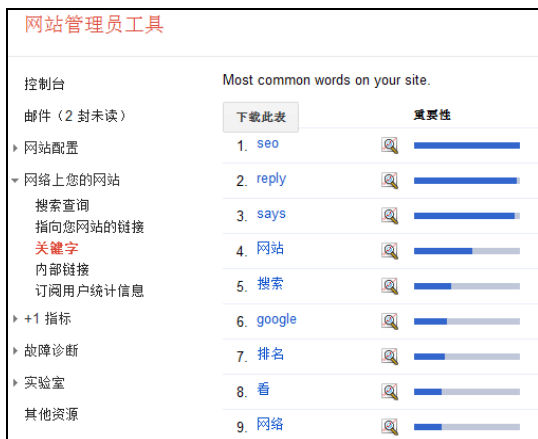 网站管理员工具
控制台
邮件（2 封未读）
网站配置
网络上您的网站
搜索查询
指向您网站的链接
关键字
内部链接
订阅用户统计信息
+1 指标
故障诊断
实验室
其他资源
Most common words on your site.
下载此表 重要性
1. seo
2. reply
3. says
4. 网站
5. 搜索
6. google
7. 排名
8. 看
9. 网络